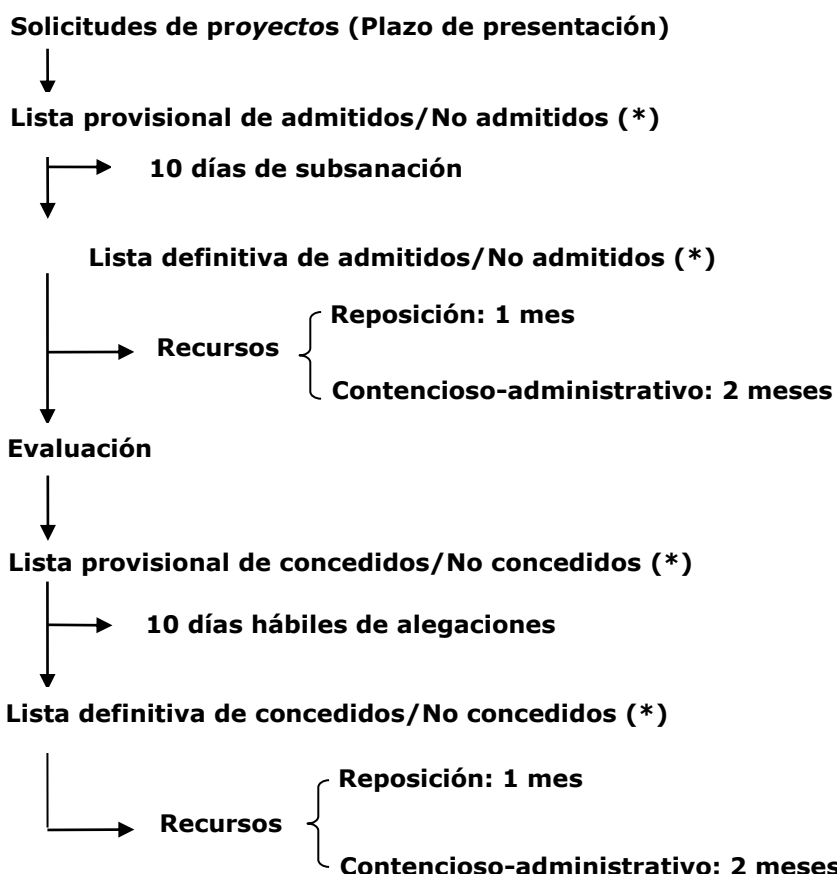 Solicitudes de proyectos (Plazo de presentación)
Lista provisional de admitidos/No admitidos (*)
10 días de subsanación
Lista definitiva de admitidos/No admitidos (*)
Reposición: 1 mes
Recursos
Contencioso-administrativo: 2 meses
Evaluación
Lista provisional de concedidos/No concedidos (*)
10 días hábiles de alegaciones
Lista definitiva de concedidos/No concedidos (*)
Reposición: 1 mes
Recursos
Contencioso-administrativo: 2 meses